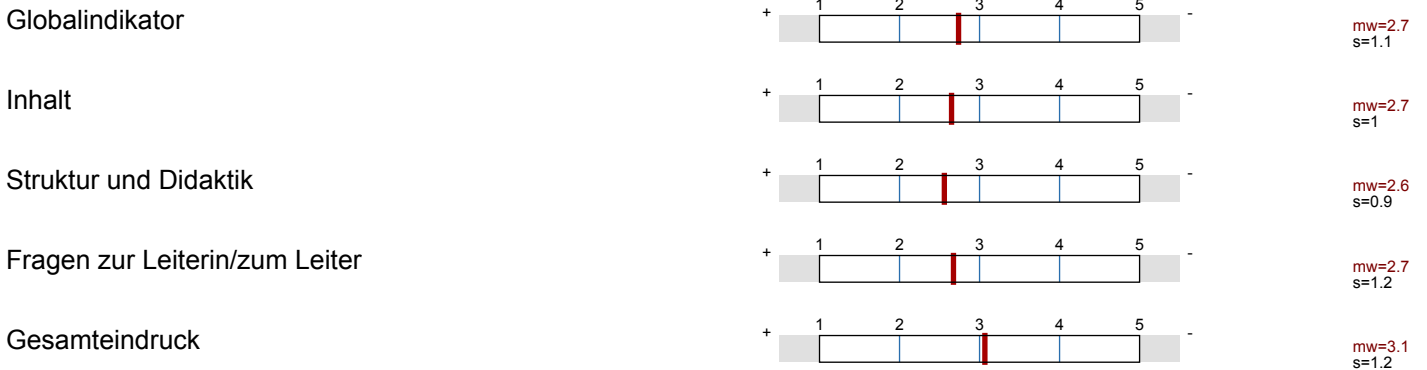 Globalindikator
+ 1 2 3 4 5 -
mw=2.7
s=1.1
Inhalt
+ 1 2 3 4 5 -
mw=2.7
s=1
Struktur und Didaktik
+ 1 2 3 4 5 -
mw=2.6
s=0.9
Fragen zur Leiterin/zum Leiter
+ 1 2 3 4 5 -
mw=2.7
s=1.2
Gesamteindruck
+ 1 2 3 4 5 -
mw=3.1
s=1.2